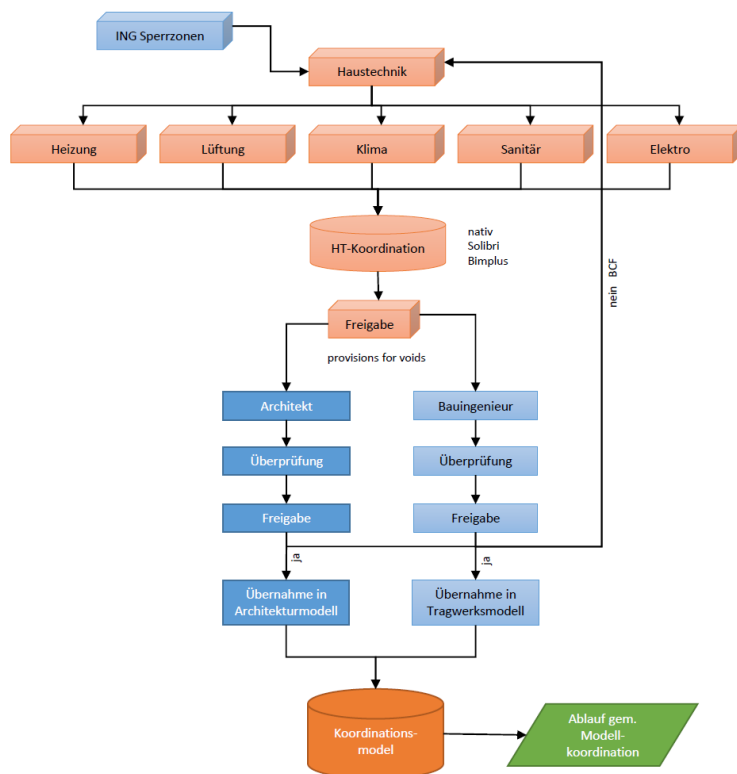 ING Sperrzonen
Haustechnik
Heizung
Lüftung
Klima
Sanitär
Elektro
HT-Koordination
nativ
Solibri
Bimplus
nein BCF
Freigabe
provisions for voids
Architekt
Bauingenieur
Überprüfung
Überprüfung
Freigabe
Freigabe
ja
ja
Übernahme in
Architekturmodell
Übernahme in
Tragwerksmodell
Koordinations-
model
Ablauf gem.
Modell-
koordination